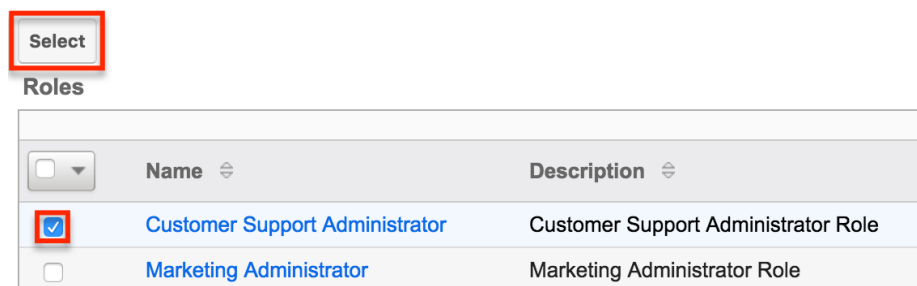 Select
Roles
Name Description
Customer Support Administrator Customer Support Administrator Role
Marketing Administrator Marketing Administrator Role